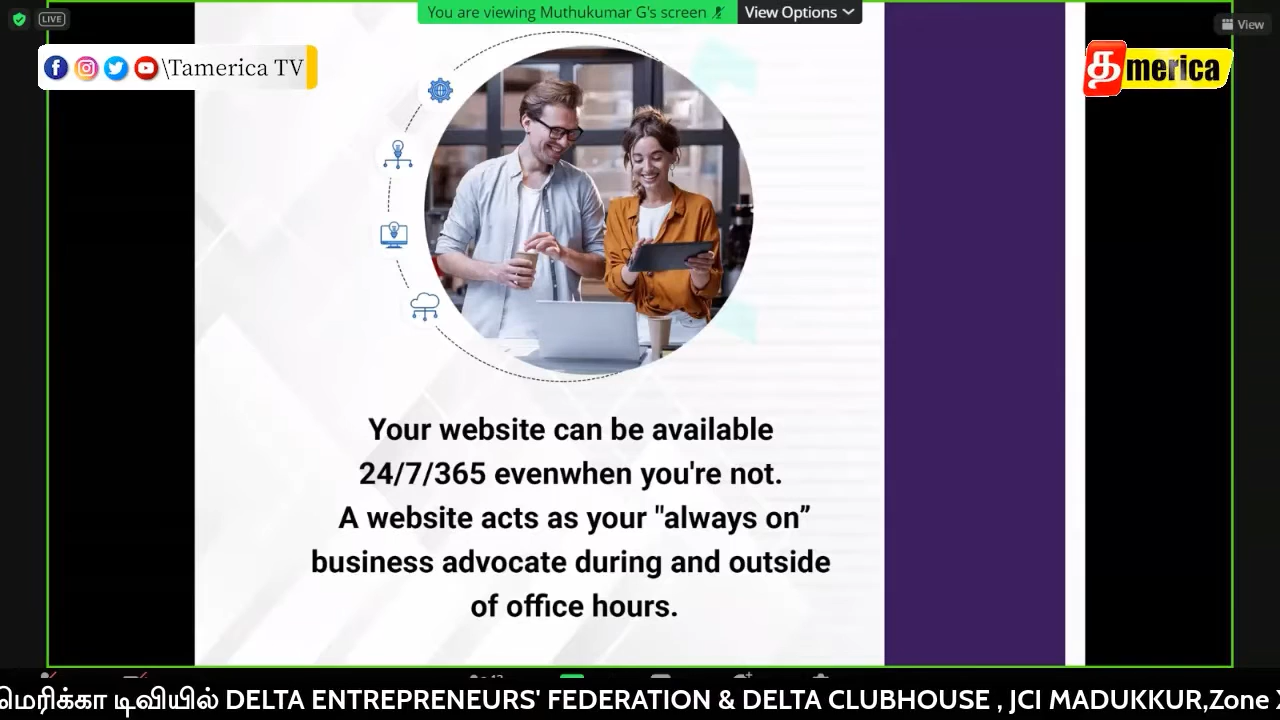 You are viewing Muthukumar G's screen
View Options
LIVE
View
\Tamerica TV
தmerica
Your website can be available
24/7/365 evenwhen you're not.
A website acts as your "always on”
business advocate during and outside
of office hours.
டிவியில் DELTA ENTREPRENEURS' FEDERATION & DELTA CLUBHOUSE , JCI MADUKKUR,Zone